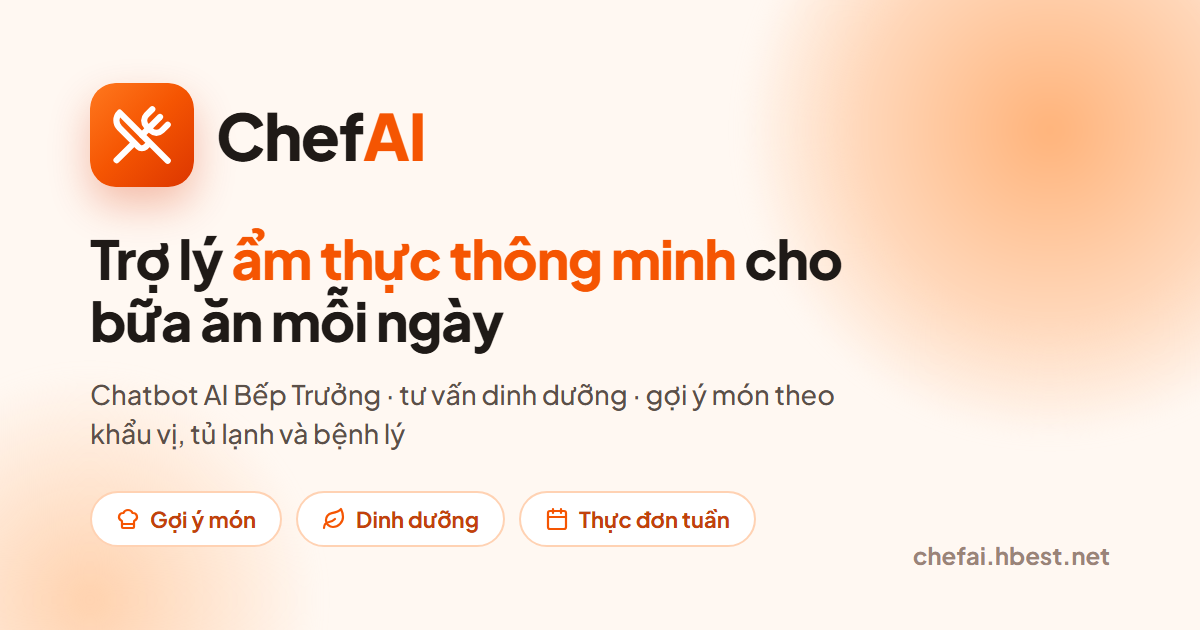 ChefAI
Trợ lý ẩm thực thông minh cho
bữa ăn mỗi ngày
Chatbot AI Bếp Trưởng · tư vấn dinh dưỡng · gợi ý món theo
khẩu vị, tủ lạnh và bệnh lý
Gợi ý món
Dinh dưỡng
Thực đơn tuần
chefai.hbest.net